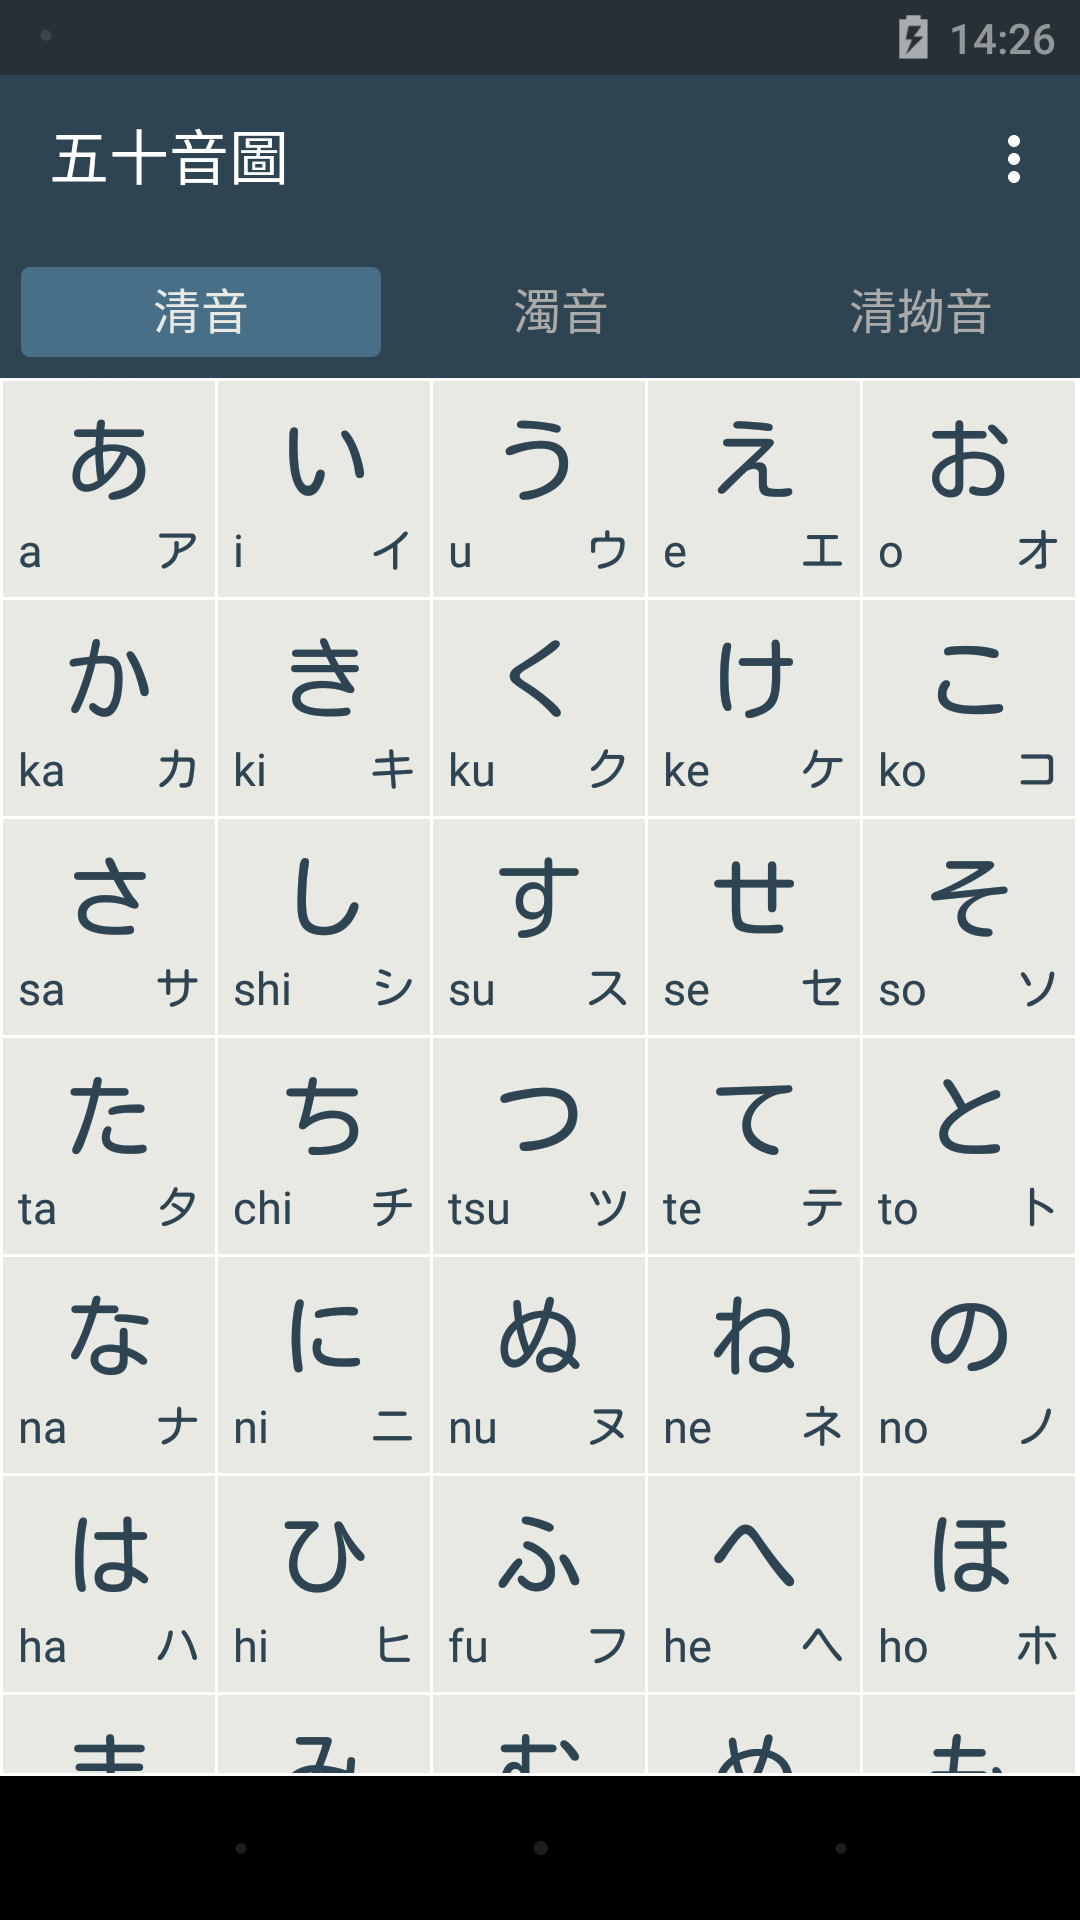 14:26
五十音圖
清音 濁音 清拗音
あ い う え お
a ア i イ u ウ e エ o オ
か き く け こ
ka カ ki キ ku ク ke ケ ko コ
さ し す せ そ
sa サ shi シ su ス se セ so ソ
た ち つ て と
ta タ chi チ tsu ツ te テ to ト
な に ぬ ね の
na ナ ni ニ nu ヌ ne ネ no ノ
は ひ ふ へ ほ
ha ハ hi ヒ fu フ he ヘ ho ホ
ま み む め も